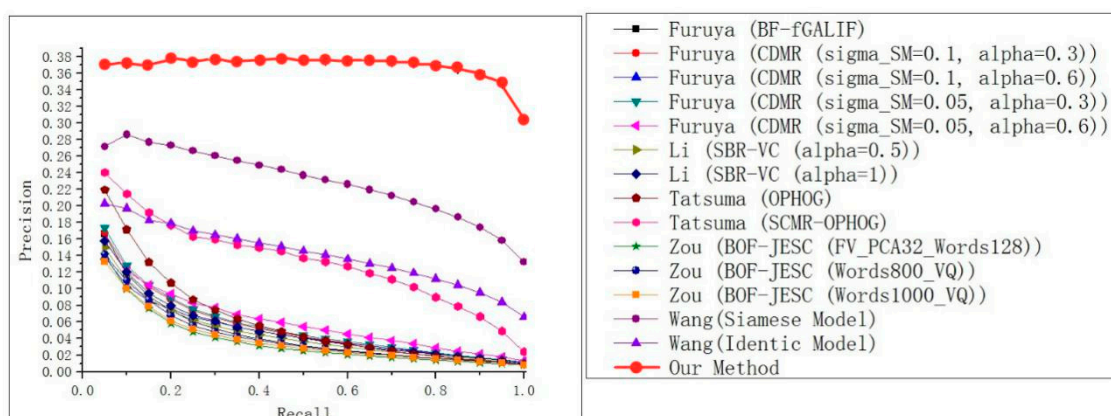 0.38
0.36
0.34
0.32
0.30
0.28
0.26
0.24
0.22
0.20
0.18
0.16
0.14
0.12
0.10
0.08
0.06
0.04
0.02
0.00
Precision
0.0 0.2 0.4 0.6 0.8 1.0
Recall
Furuya (BF-fGALIF)
Furuya (CDMR (sigma_SM=0.1, alpha=0.3))
Furuya (CDMR (sigma_SM=0.1, alpha=0.6)
Furuya (CDMR (sigma_SM=0.05, alpha=0.3)
Furuya (CDMR (sigma_SM=0.05, alpha=0.6)
Li (SBR-VC (alpha=0.5))
Li (SBR-VC (alpha=1))
Tatsuma (OPHOG)
Tatsuma (SCMR-OPHOG)
Zou (BOF-JESC (FV_PCA32_Words128))
Zou (BOF-JESC (Words800_VQ))
Zou (BOF-JESC (Words1000_VQ))
Wang(Siamese Model)
Wang(Identic Model)
Our Method